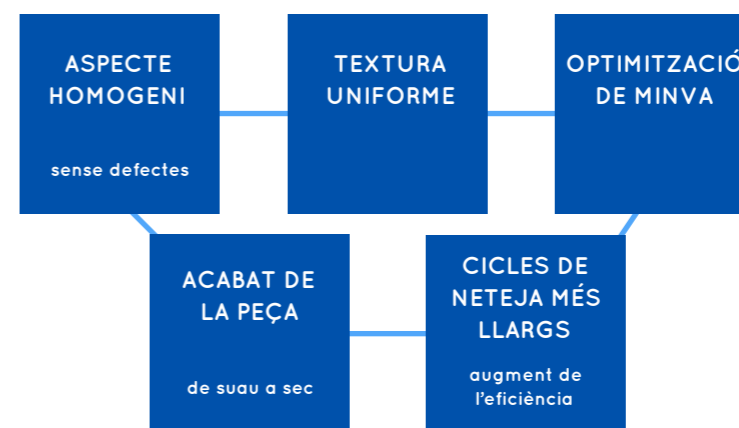 ASPECTE
HOMOGENI
sense defectes
TEXTURA
UNIFORME
OPTIMITZACIÓ
DE MINVA
ACABAT DE
LA PEÇA
de suau a sec
CICLES DE
NETEJA MÉS
LLARGS
augment de
l'eficiència